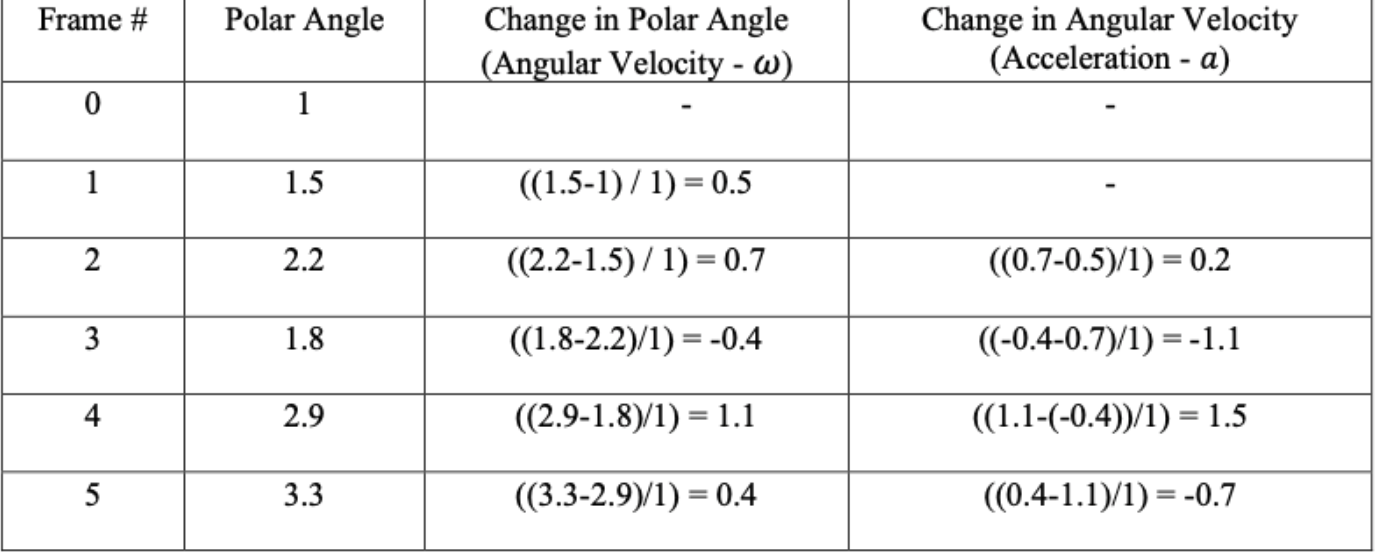 Frame # Polar Angle Change in Polar Angle (Angular Velocity - ω) Change in Angular Velocity (Acceleration - a)
0 1 - -
1 1.5 ((1.5-1) / 1) = 0.5 -
2 2.2 ((2.2-1.5) / 1) = 0.7 ((0.7-0.5)/1) = 0.2
3 1.8 ((1.8-2.2)/1) = -0.4 ((-0.4-0.7)/1) = -1.1
4 2.9 ((2.9-1.8)/1) = 1.1 ((1.1-(-0.4))/1) = 1.5
5 3.3 ((3.3-2.9)/1) = 0.4 ((0.4-1.1)/1) = -0.7